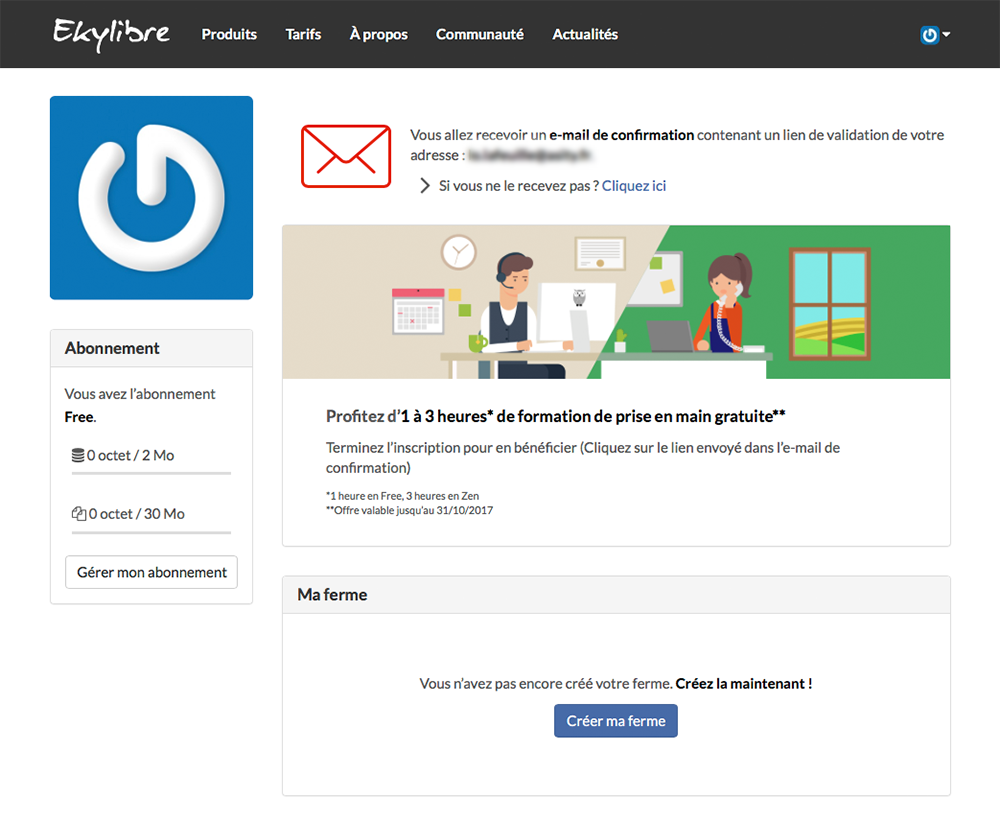 Ekylibre
Produits
Tarifs
À propos
Communauté
Actualités
Vous allez recevoir un e-mail de confirmation contenant un lien de validation de votre
adresse :
Si vous ne le recevez pas ? Cliquez ici
Abonnement
Vous avez l'abonnement
Free.
0 octet / 2 Mo
0 octet / 30 Mo
Gérer mon abonnement
Profitez d'1 à 3 heures* de formation de prise en main gratuite**
Terminez l'inscription pour en bénéficier (Cliquez sur le lien envoyé dans l'e-mail de
confirmation)
*1 heure en Free, 3 heures en Zen
**Offre valable jusqu'au 31/10/2017
Ma ferme
Vous n'avez pas encore créé votre ferme. Créez la maintenant !
Créer ma ferme